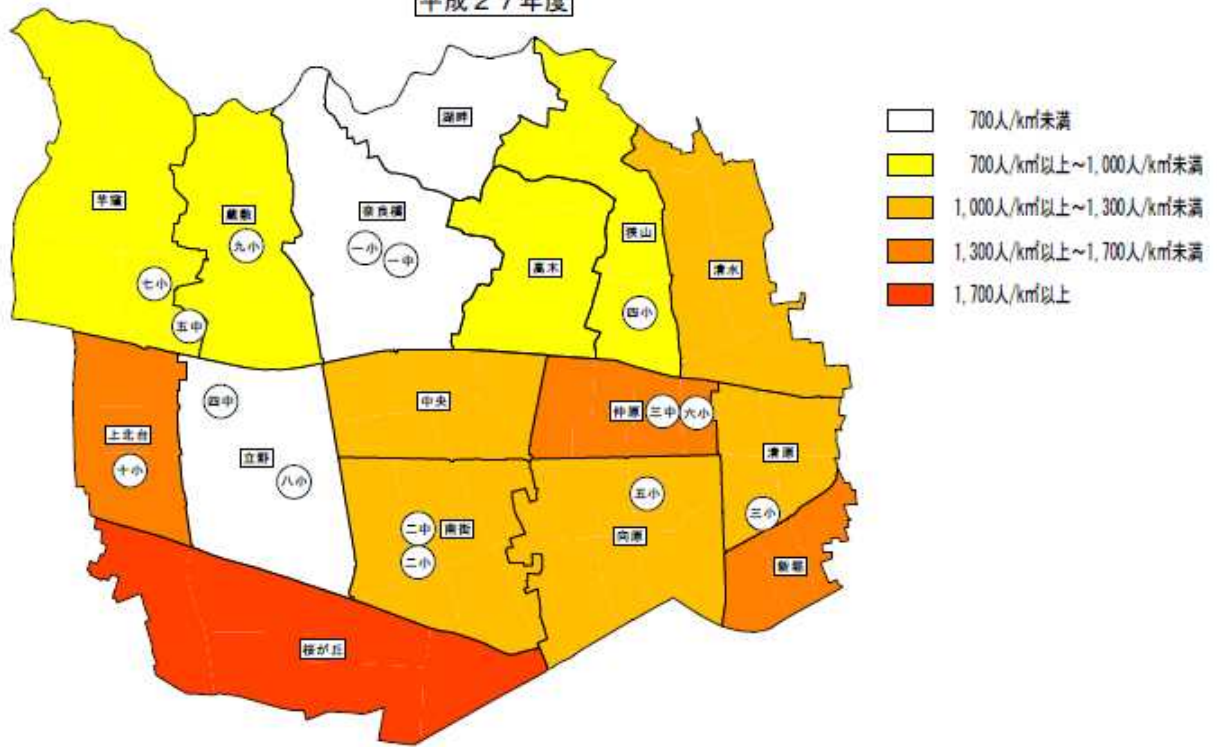 平成27年度
湖畔
芋窪
蔵敷
奈良橋
狭山
九小
一小
一中
高木
清水
七小
四小
五中
四中
中央
仲原
三中
六小
上北台
立野
清原
十小
八小
五小
三小
二中
南街
向原
二小
新堀
桜が丘
700人/k㎡未満
700人/k㎡以上～1,000人/k㎡未満
1,000人/k㎡以上～1,300人/k㎡未満
1,300人/k㎡以上～1,700人/k㎡未満
1,700人/k㎡以上